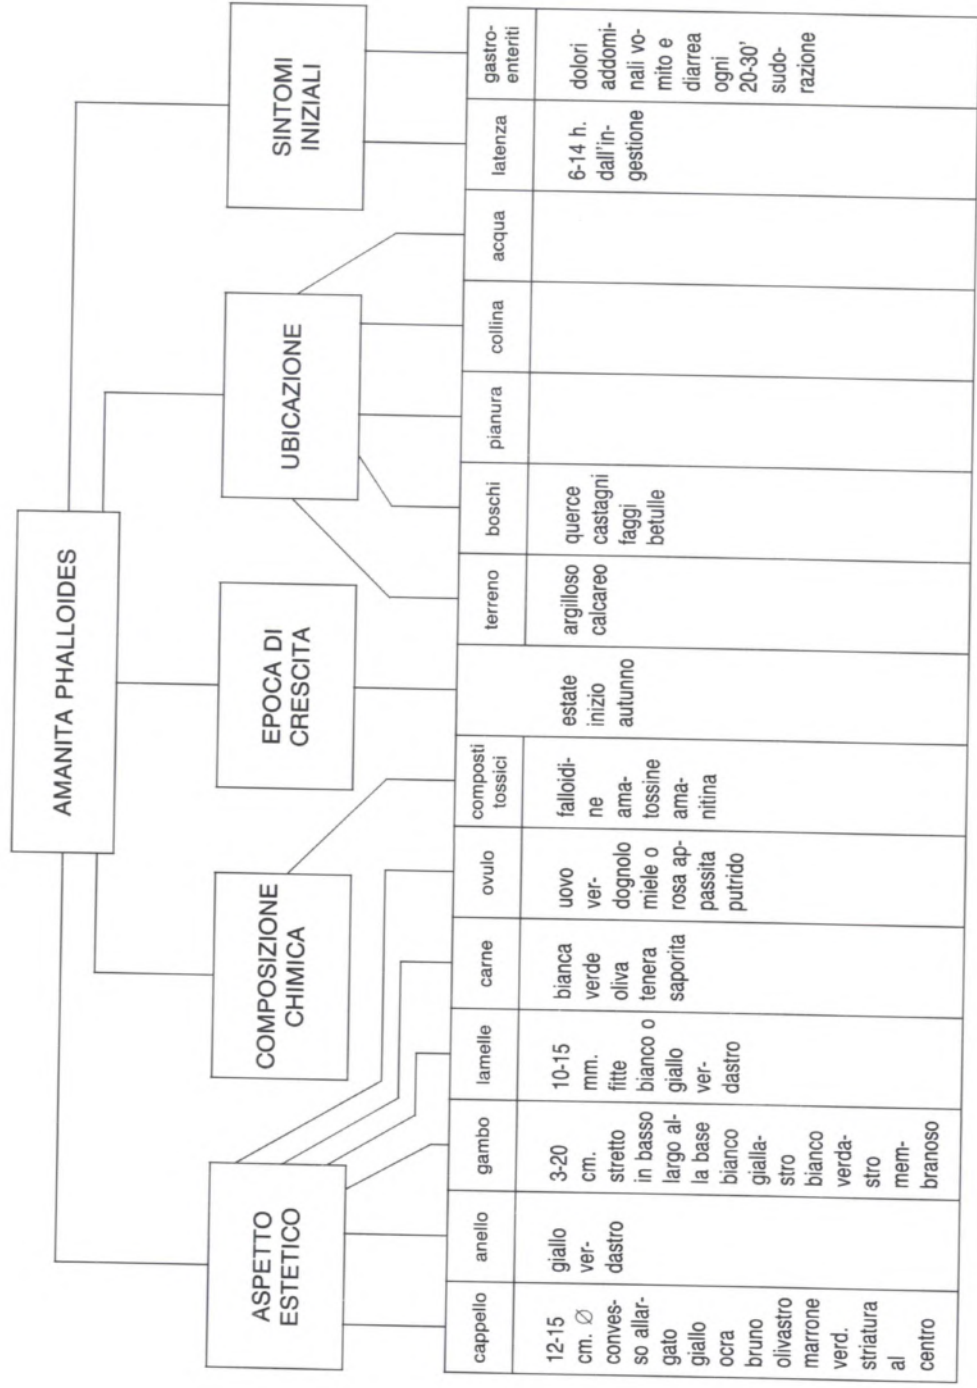 AMANITA PHALLOIDES
ASPETTO
ESTETICO
COMPOSIZIONE
CHIMICA
EPOCA DI
CRESCITA
UBICAZIONE
SINTOMI
INIZIALI
cappello
12-15
cm. Ø
conves-
so allar-
gato
giallo
ocra
bruno
olivastro
marrone
verd.
striatura
al
centro
anello
giallo
ver-
dastro
gambo
3-20
cm.
stretto
in basso
largo al-
la base
bianco
gialla-
stro
bianco
verda-
stro
mem-
branoso
lamelle
10-15
mm.
fitte
bianco o
giallo
ver-
dastro
carne
bianca
verde
oliva
tenera
saporita
ovulo
uovo
ver-
dognolo
miele o
rosa ap-
passita
putrido
composti
tossici
falloidi-
ne
ama-
tossine
ama-
nitina
estate
inizio
autunno
terreno
argilloso
calcareo
boschi
querce
castagni
faggi
betulle
pianura
collina
acqua
latenza
6-14 h.
dall'in-
gestione
gastro-
enteriti
dolori
addomi-
nali vo-
mito e
diarrea
ogni
20-30'
sudo-
razione